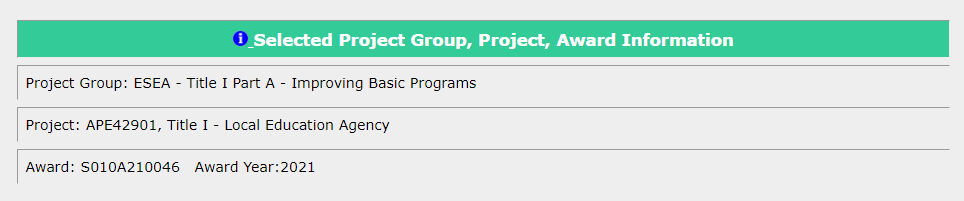 Selected Project Group, Project, Award Information
Project Group: ESEA - Title I Part A - Improving Basic Programs
Project: APE42901, Title I - Local Education Agency
Award: S010A210046 Award Year:2021